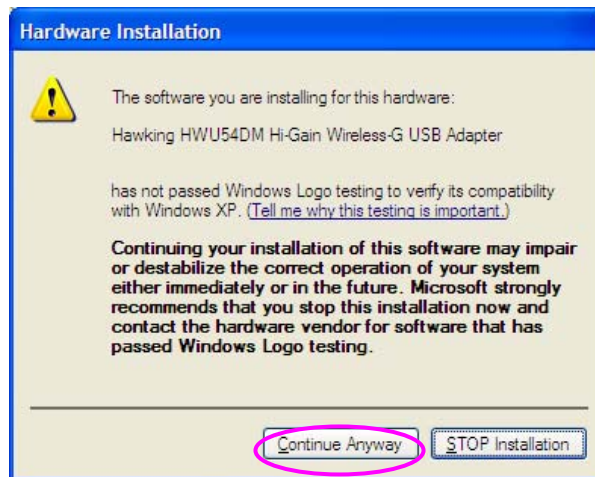 Hardware Installation
The software you are installing for this hardware:
Hawking HWU54DM Hi-Gain Wireless-G USB Adapter
has not passed Windows Logo testing to verify its compatibility
with Windows XP. (Tell me why this testing is important.)
Continuing your installation of this software may impair
or destabilize the correct operation of your system
either immediately or in the future. Microsoft strongly
recommends that you stop this installation now and
contact the hardware vendor for software that has
passed Windows Logo testing.
Continue Anyway
STOP Installation